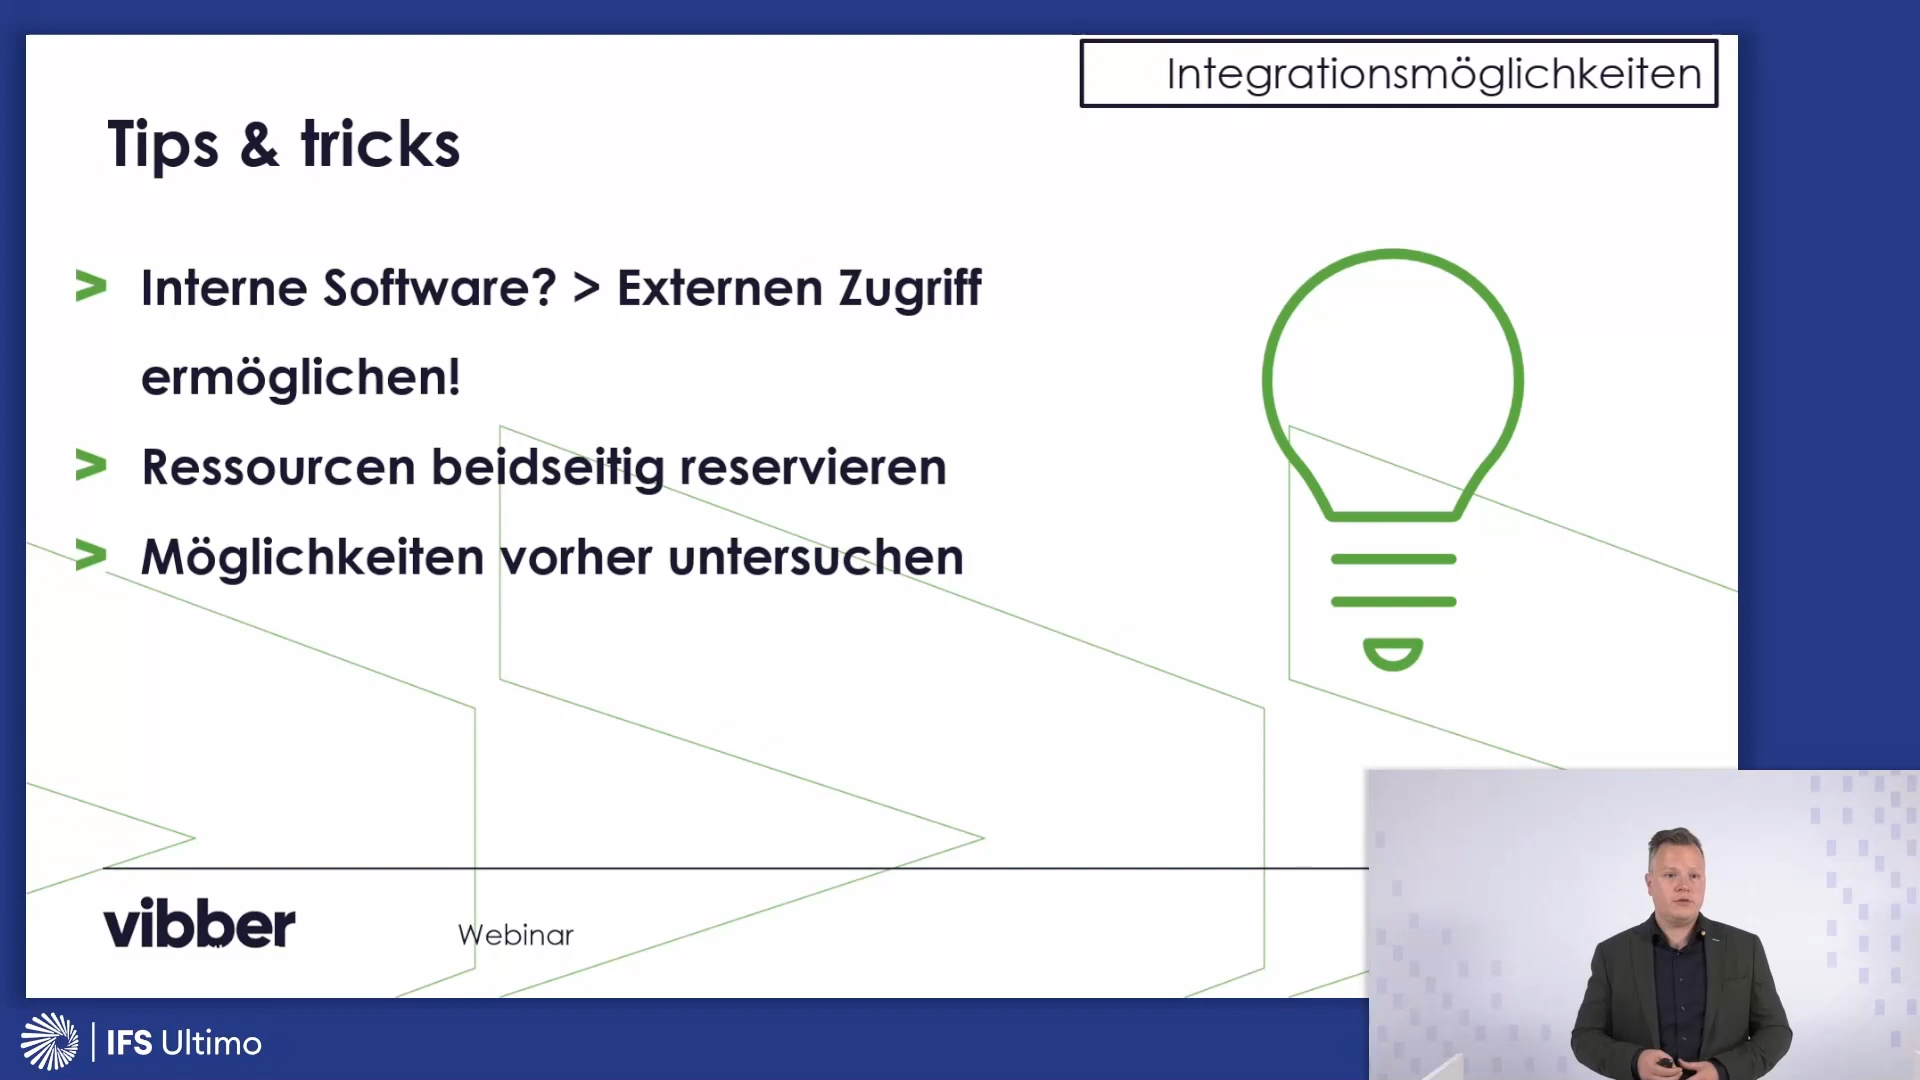 Integrationsmöglichkeiten
Tips & tricks
> Interne Software? > Externen Zugriff
ermöglichen!
> Ressourcen beidseitig reservieren
> Möglichkeiten vorher untersuchen
vibber
Webinar
IFS Ultimo